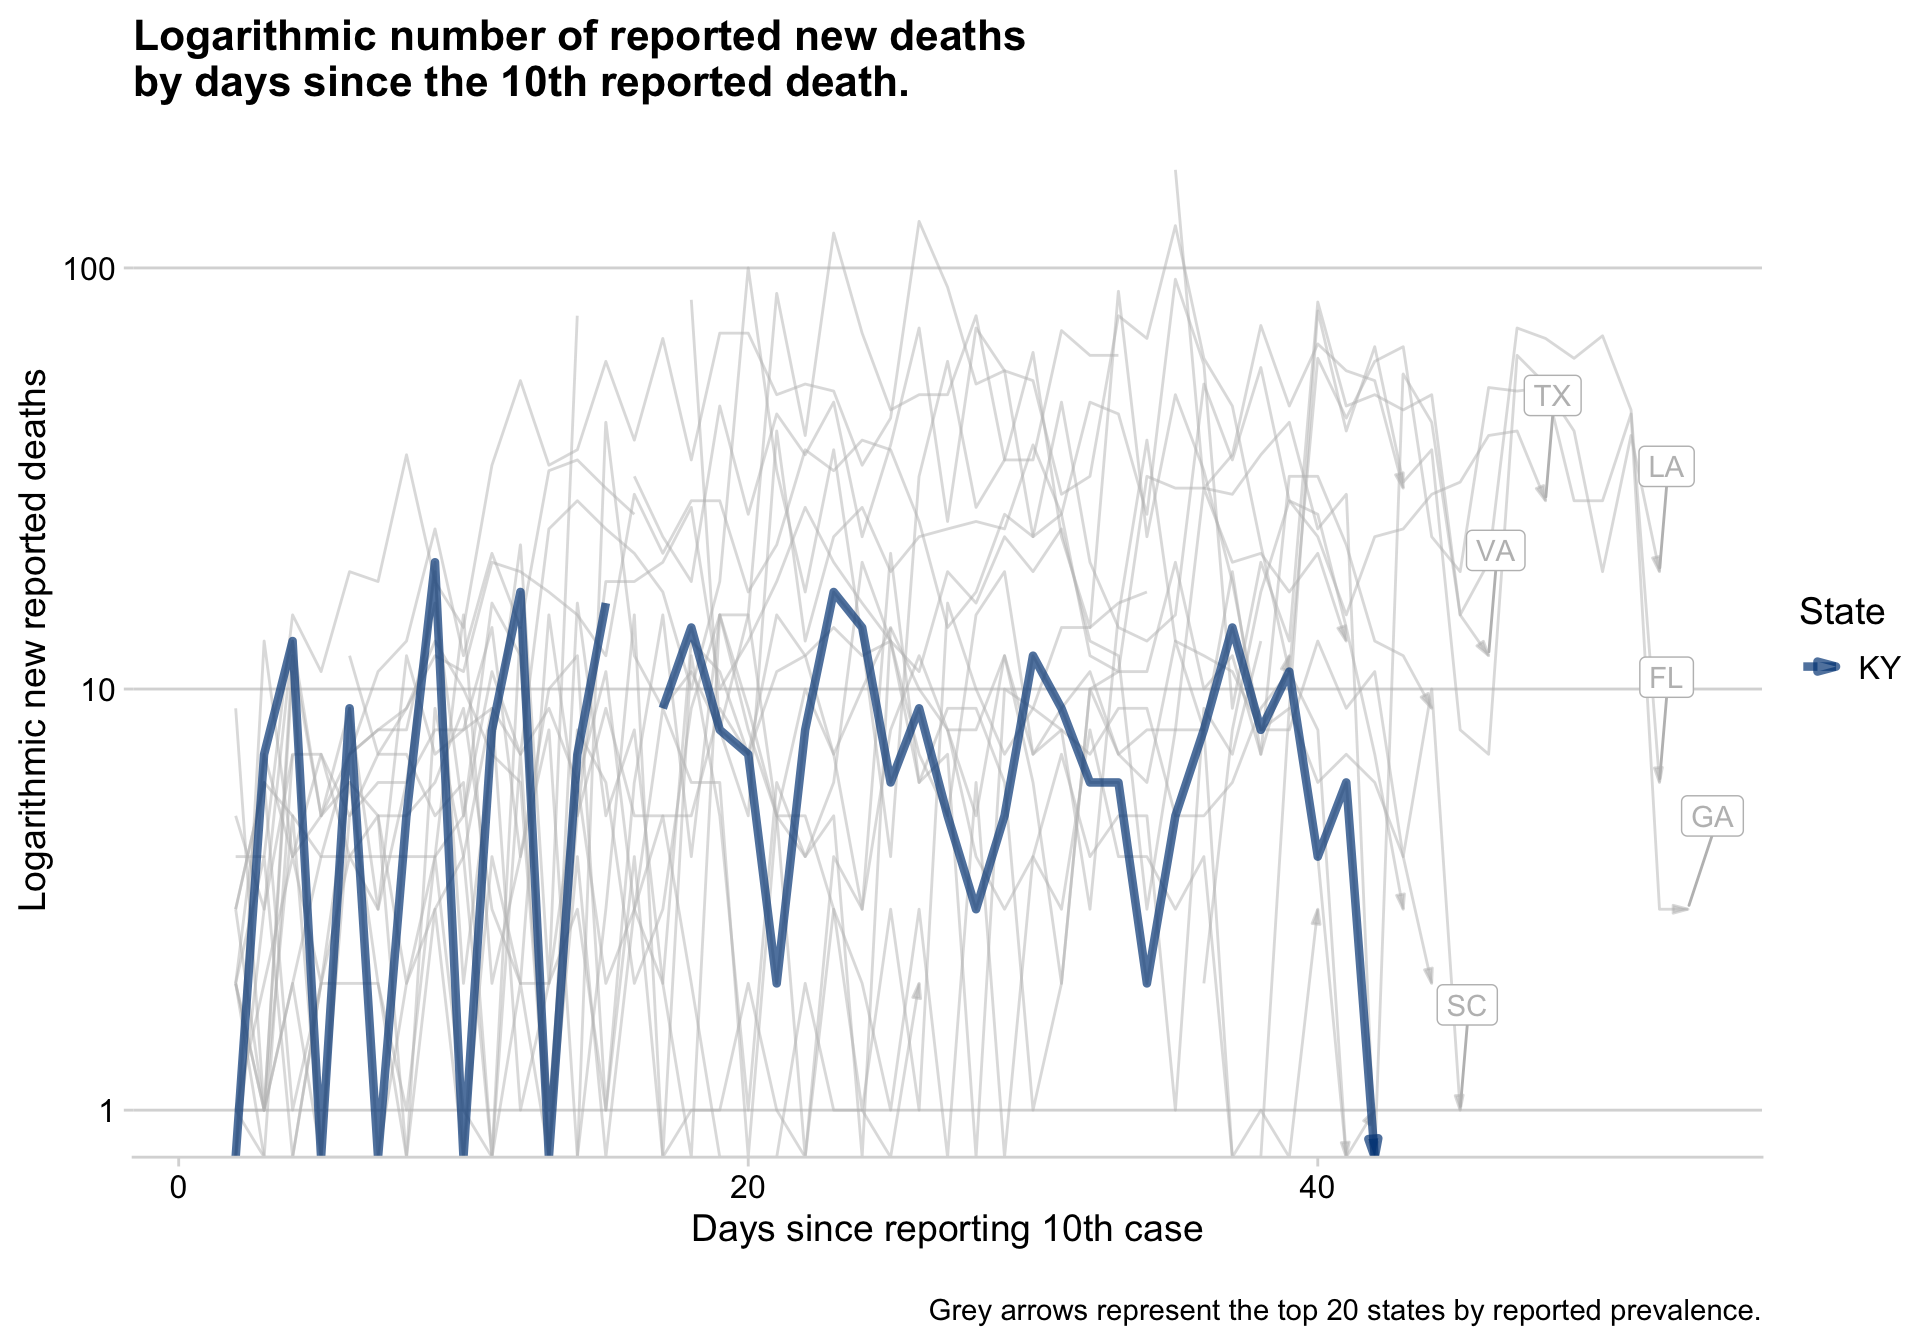 Logarithmic number of reported new deaths
by days since the 10th reported death.
Logarithmic new reported deaths
100
10
1
TX
LA
VA
FL
GA
SC
State
KY
0
20
40
Days since reporting 10th case
Grey arrows represent the top 20 states by reported prevalence.